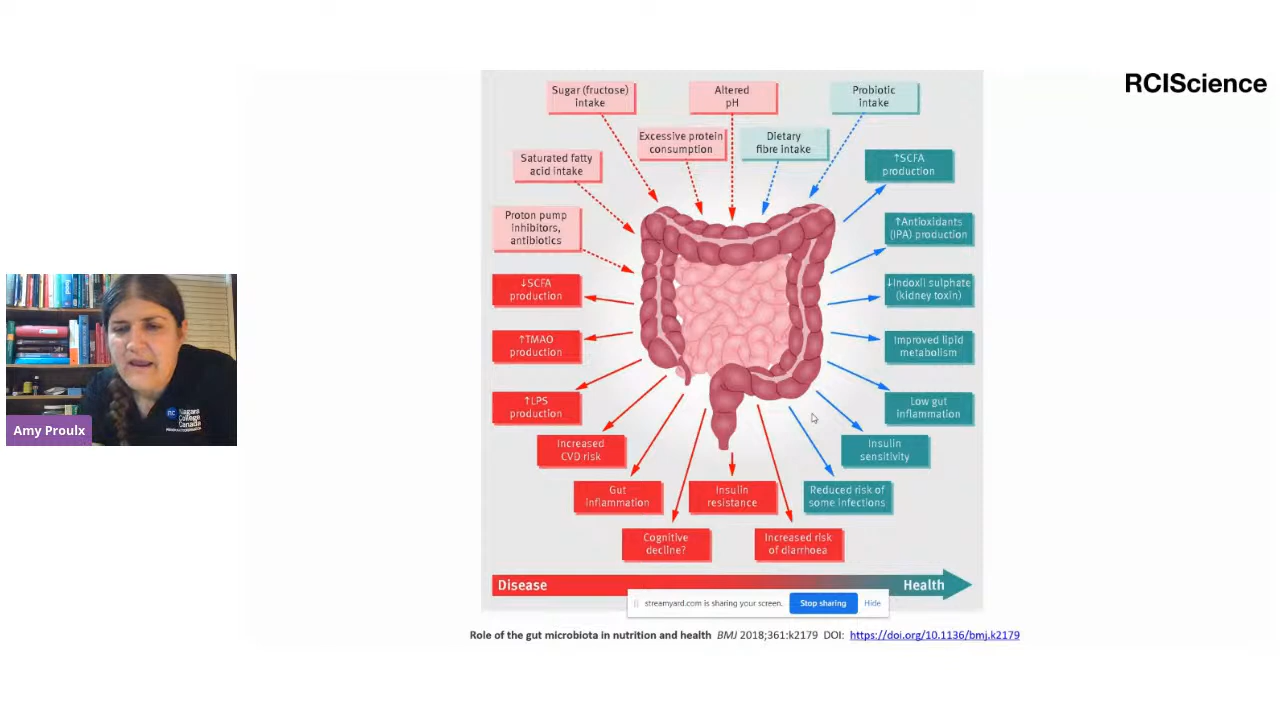 RCIScience
Sugar (fructose)
intake
Altered
pH
Probiotic
intake
Excessive protein
consumption
Dietary
fibre intake
Saturated fatty
acid intake
↑SCFA
production
Proton pump
inhibitors,
antibiotics
↑Antioxidants
(IPA) production
↓SCFA
production
↓Indoxil sulphate
(kidney toxin)
↑TMAO
production
Improved lipid
metabolism
↑LPS
production
Low gut
inflammation
nc
Niagara
College
Canada
Amy Proulx
Increased
CVD risk
Insulin
sensitivity
Gut
inflammation
Insulin
resistance
Reduced risk of
some infections
Cognitive
decline?
Increased risk
of diarrhoea
Disease
Health
streamyard.com is sharing your screen.
Stop sharing
Hide
Role of the gut microbiota in nutrition and health BMJ 2018;361:k2179 DOI: https://doi.org/10.1136/bmj.k2179